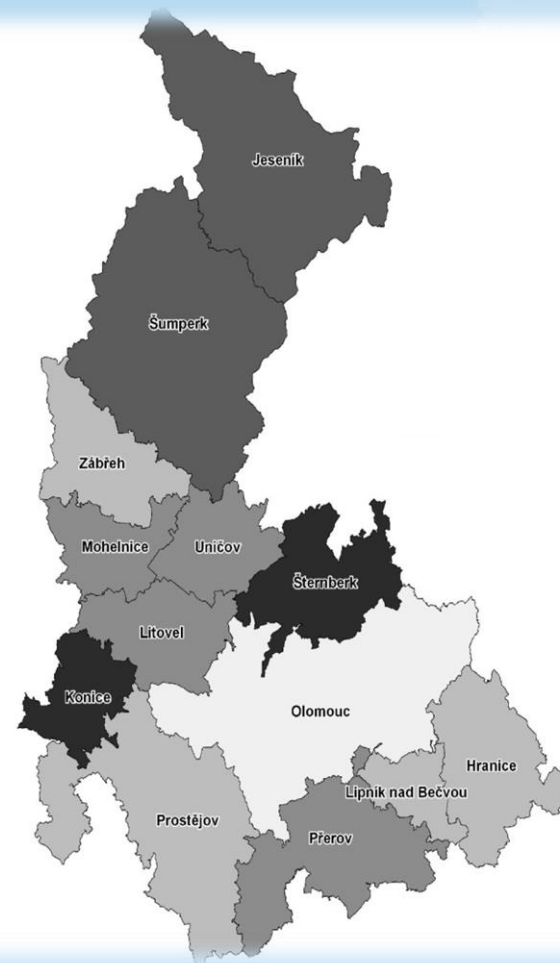 Jeseník
Šumperk
Zábřeh
Mohelnice
Uničov
Šternberk
Litovel
Konice
Olomouc
Hranice
Lipník nad Bečvou
Prostějov
Přerov